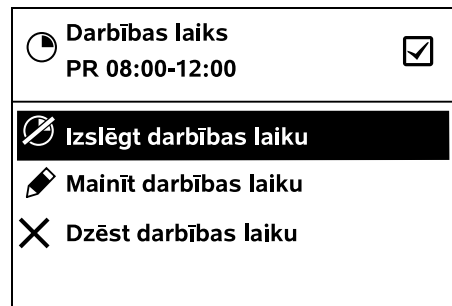 Darbības laiks
PR 08:00-12:00
Izslēgt darbības laiku
Mainīt darbības laiku
Dzēst darbības laiku